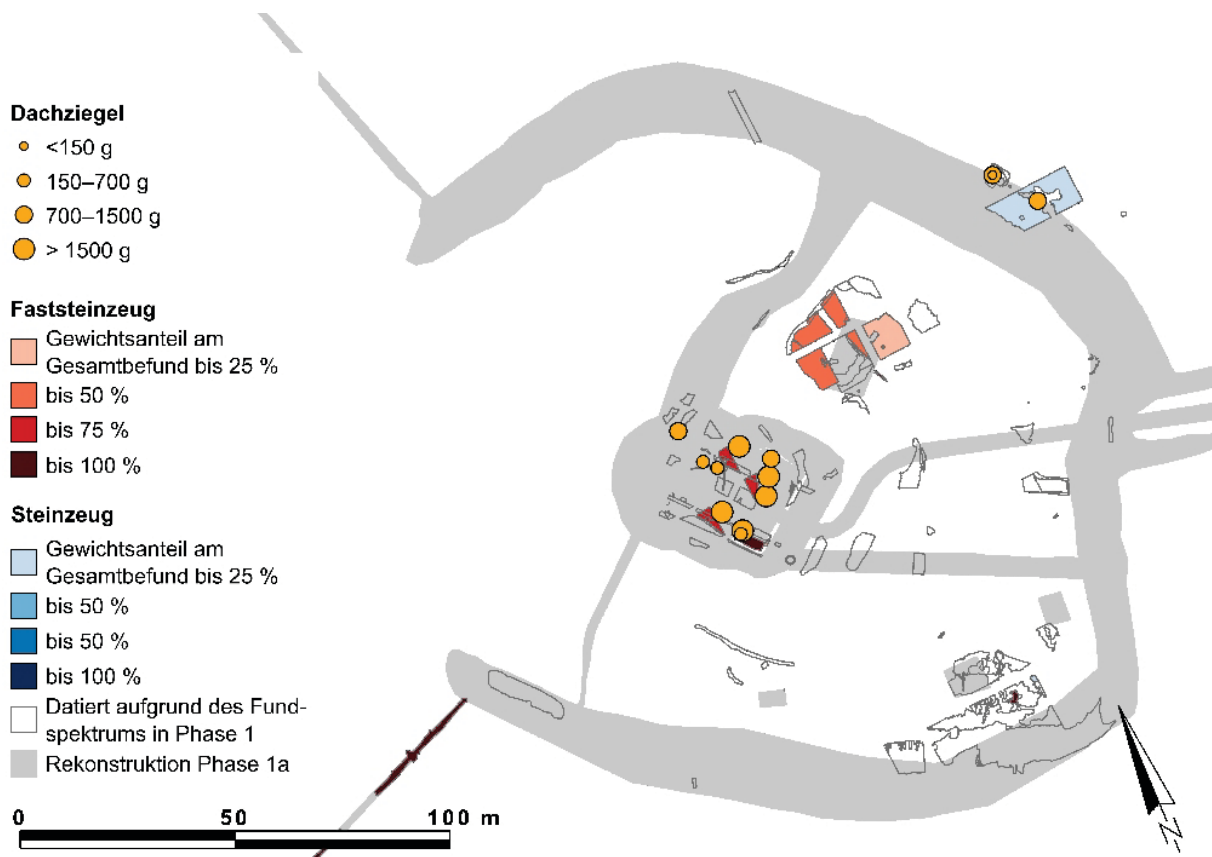 Dachziegel
<150 g
150–700 g
700–1500 g
> 1500 g
Faststeinzeug
Gewichtsanteil am
Gesamtbefund bis 25 %
bis 50 %
bis 75 %
bis 100 %
Steinzeug
Gewichtsanteil am
Gesamtbefund bis 25 %
bis 50 %
bis 50 %
bis 100 %
Datiert aufgrund des Fund-
spektrums in Phase 1
Rekonstruktion Phase 1a
0 50 100 m
N